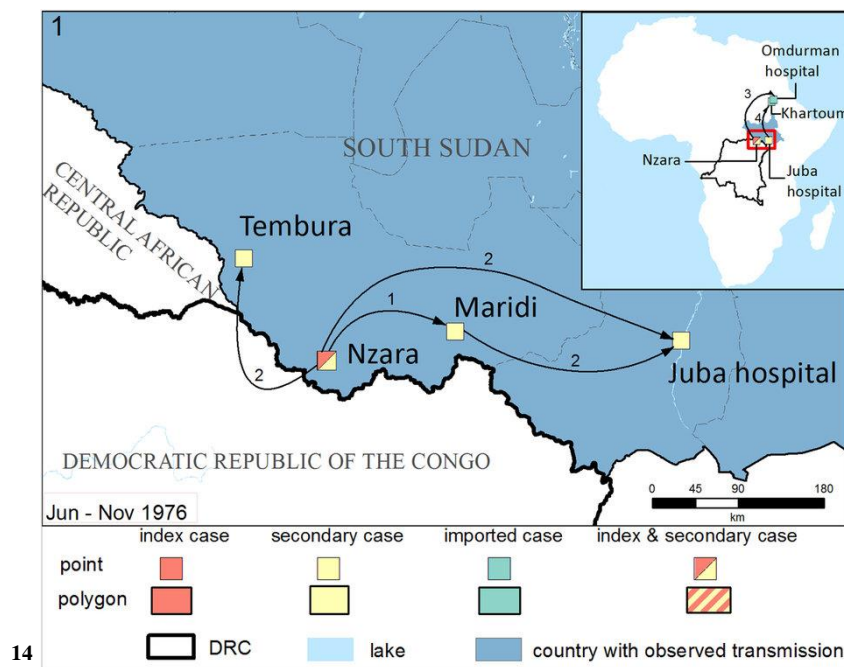 1
Omdurman
hospital
3
Khartoum
4
SOUTH SUDAN
Nzara
Juba
hospital
CENTRAL AFRICAN
REPUBLIC
Tembura
2
1
Maridi
2
Nzara
2
Juba hospital
DEMOCRATIC REPUBLIC OF THE CONGO
0 45 90 180
km
Jun - Nov 1976
index case secondary case imported case index & secondary case
point
polygon
14 DRC lake country with observed transmission